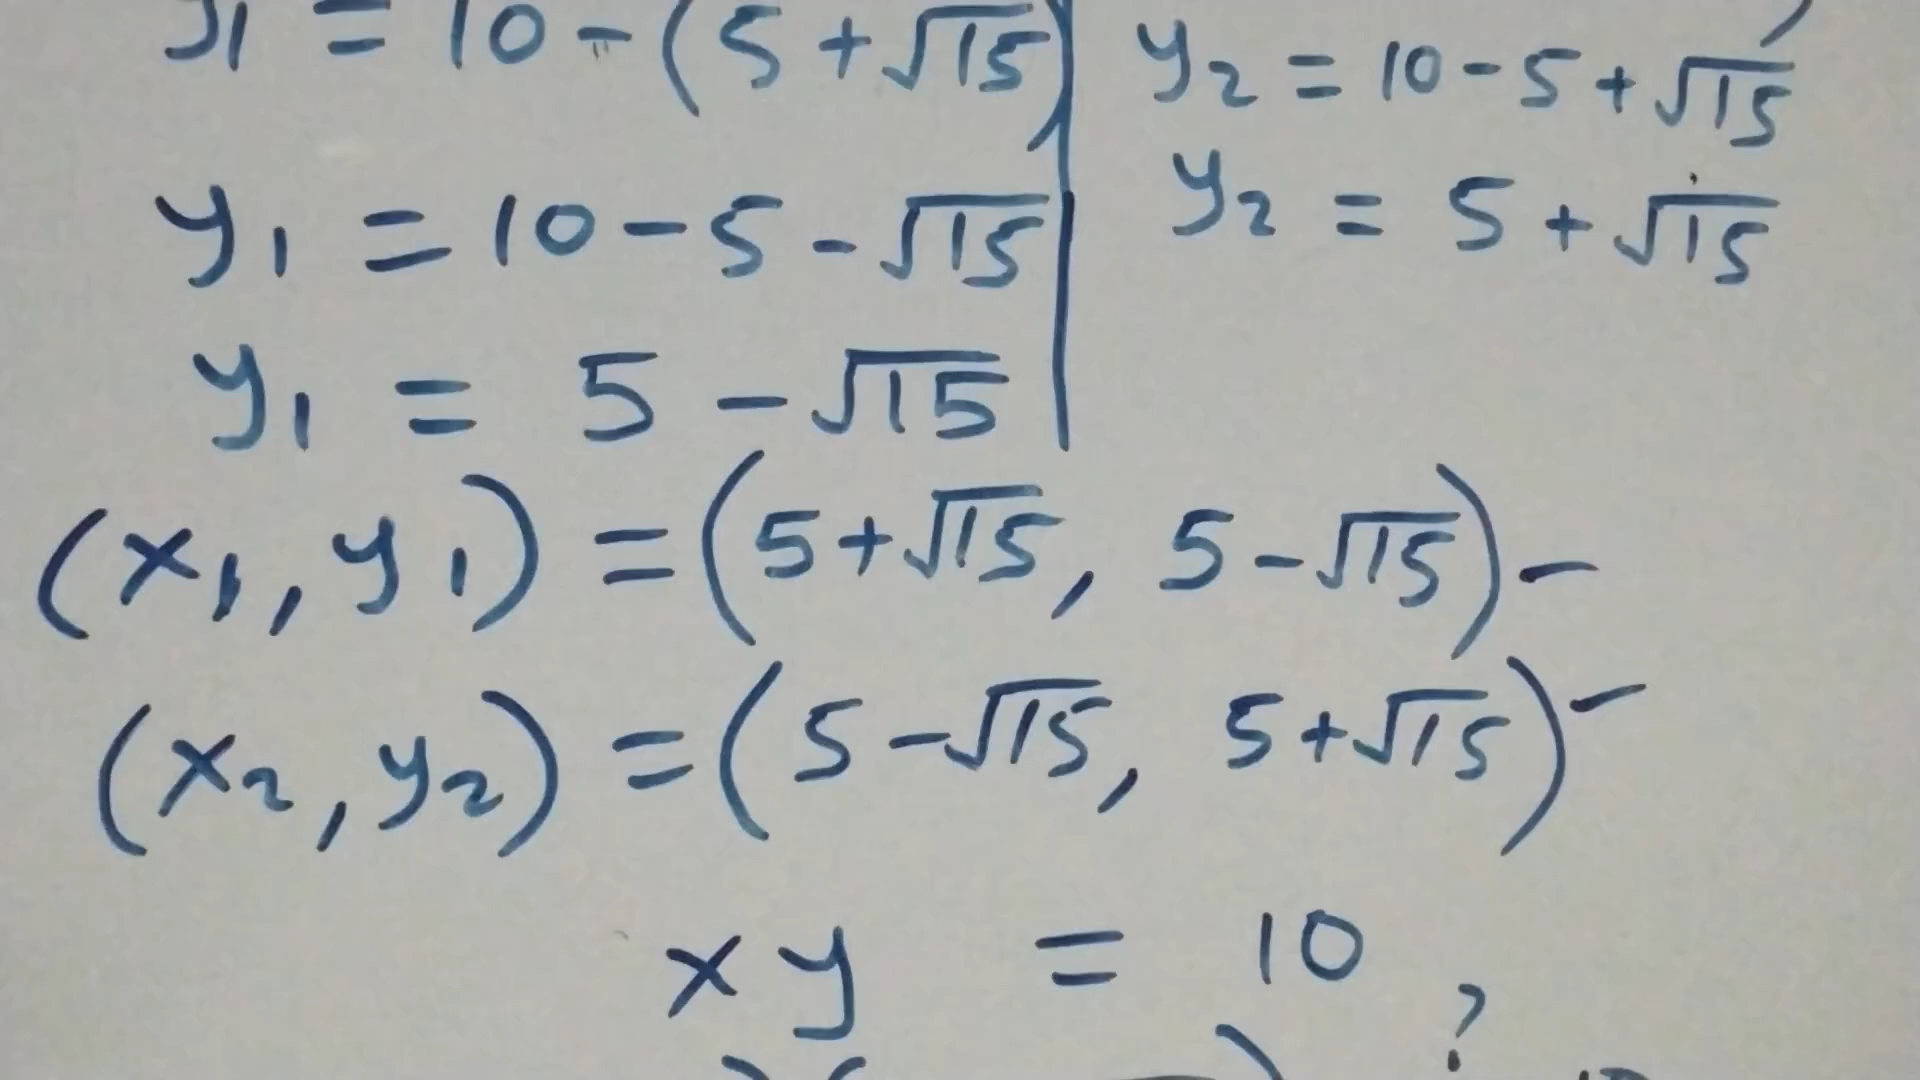 y₁ = 10 - (5 + √15)
y₁ = 10 - 5 - √15
y₁ = 5 - √15
y₂ = 10 - 5 + √15
y₂ = 5 + √15
(x₁, y₁) = (5 + √15, 5 - √15) -
(x₂, y₂) = (5 - √15, 5 + √15) -
xy = 10 ?